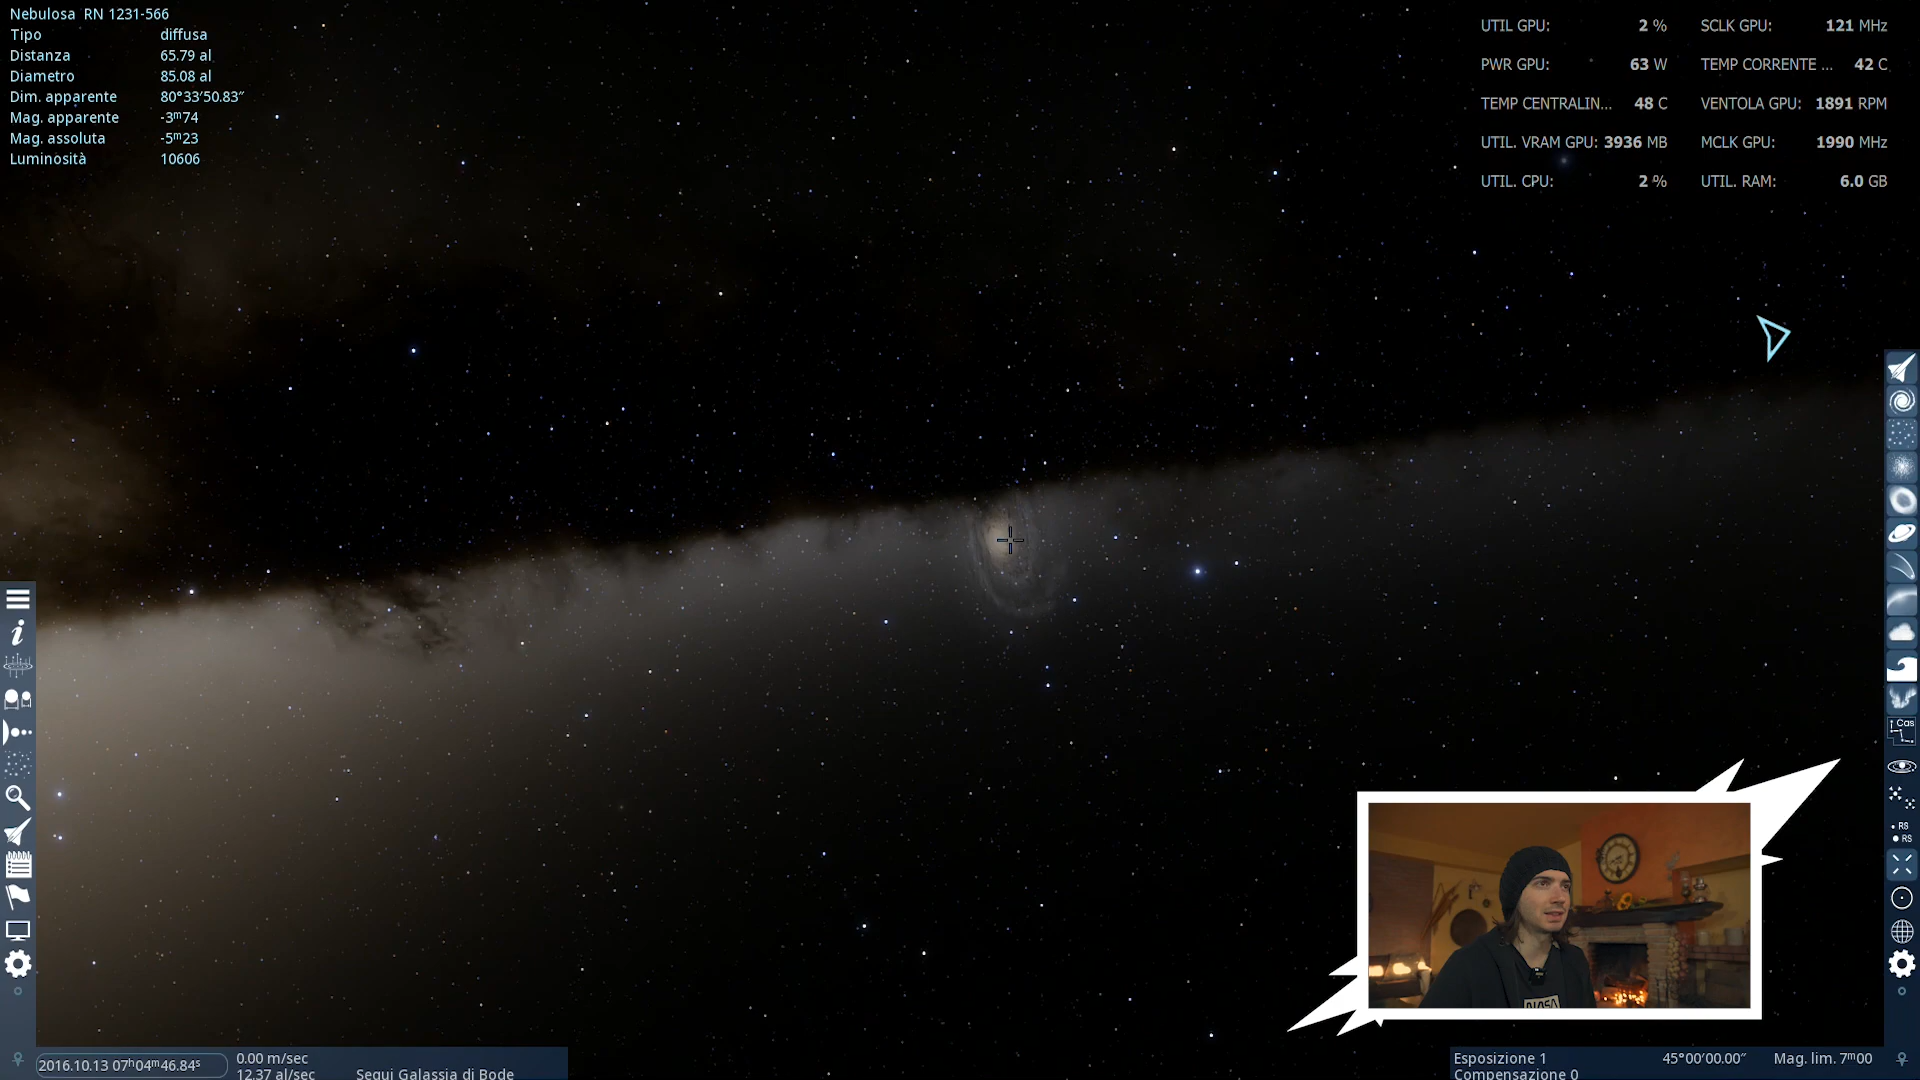 Nebulosa RN 1231-566
Tipo diffusa
Distanza 65.79 al
Diametro 85.08 al
Dim. apparente 80°33′50.83″
Mag. apparente -3ᵐ74
Mag. assoluta -5ᵐ23
Luminosità 10606
UTIL GPU: 2 % SCLK GPU: 121 MHz
PWR GPU: 63 W TEMP CORRENTE ... 42 C
TEMP CENTRALIN... 48 C VENTOLA GPU: 1891 RPM
UTIL. VRAM GPU: 3936 MB MCLK GPU: 1990 MHz
UTIL. CPU: 2 % UTIL. RAM: 6.0 GB
Cas
RS
RS
NASA
2016.10.13 07ʰ04ᵐ46.84ˢ
0.00 m/sec
12.37 al/sec Segui Galassia di Bode
Esposizione 1 45°00′00.00″ Mag. lim. 7ᵐ00
Compensazione 0